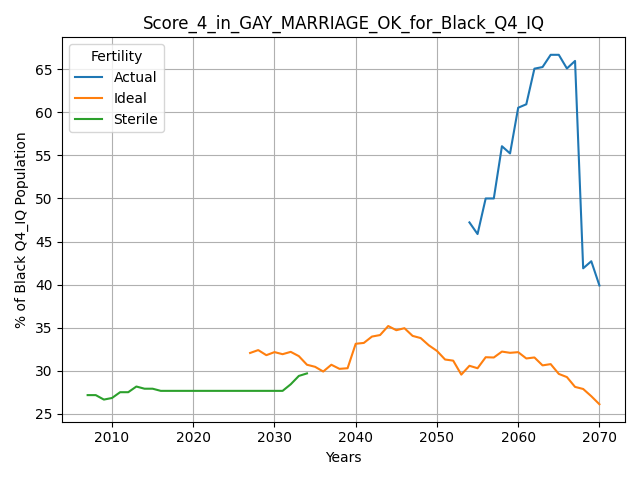 Score_4_in_GAY_MARRIAGE_OK_for_Black_Q4_IQ
Fertility
Actual
Ideal
Sterile
% of Black Q4_IQ Population
65
60
55
50
45
40
35
30
25
2010
2020
2030
2040
2050
2060
2070
Years